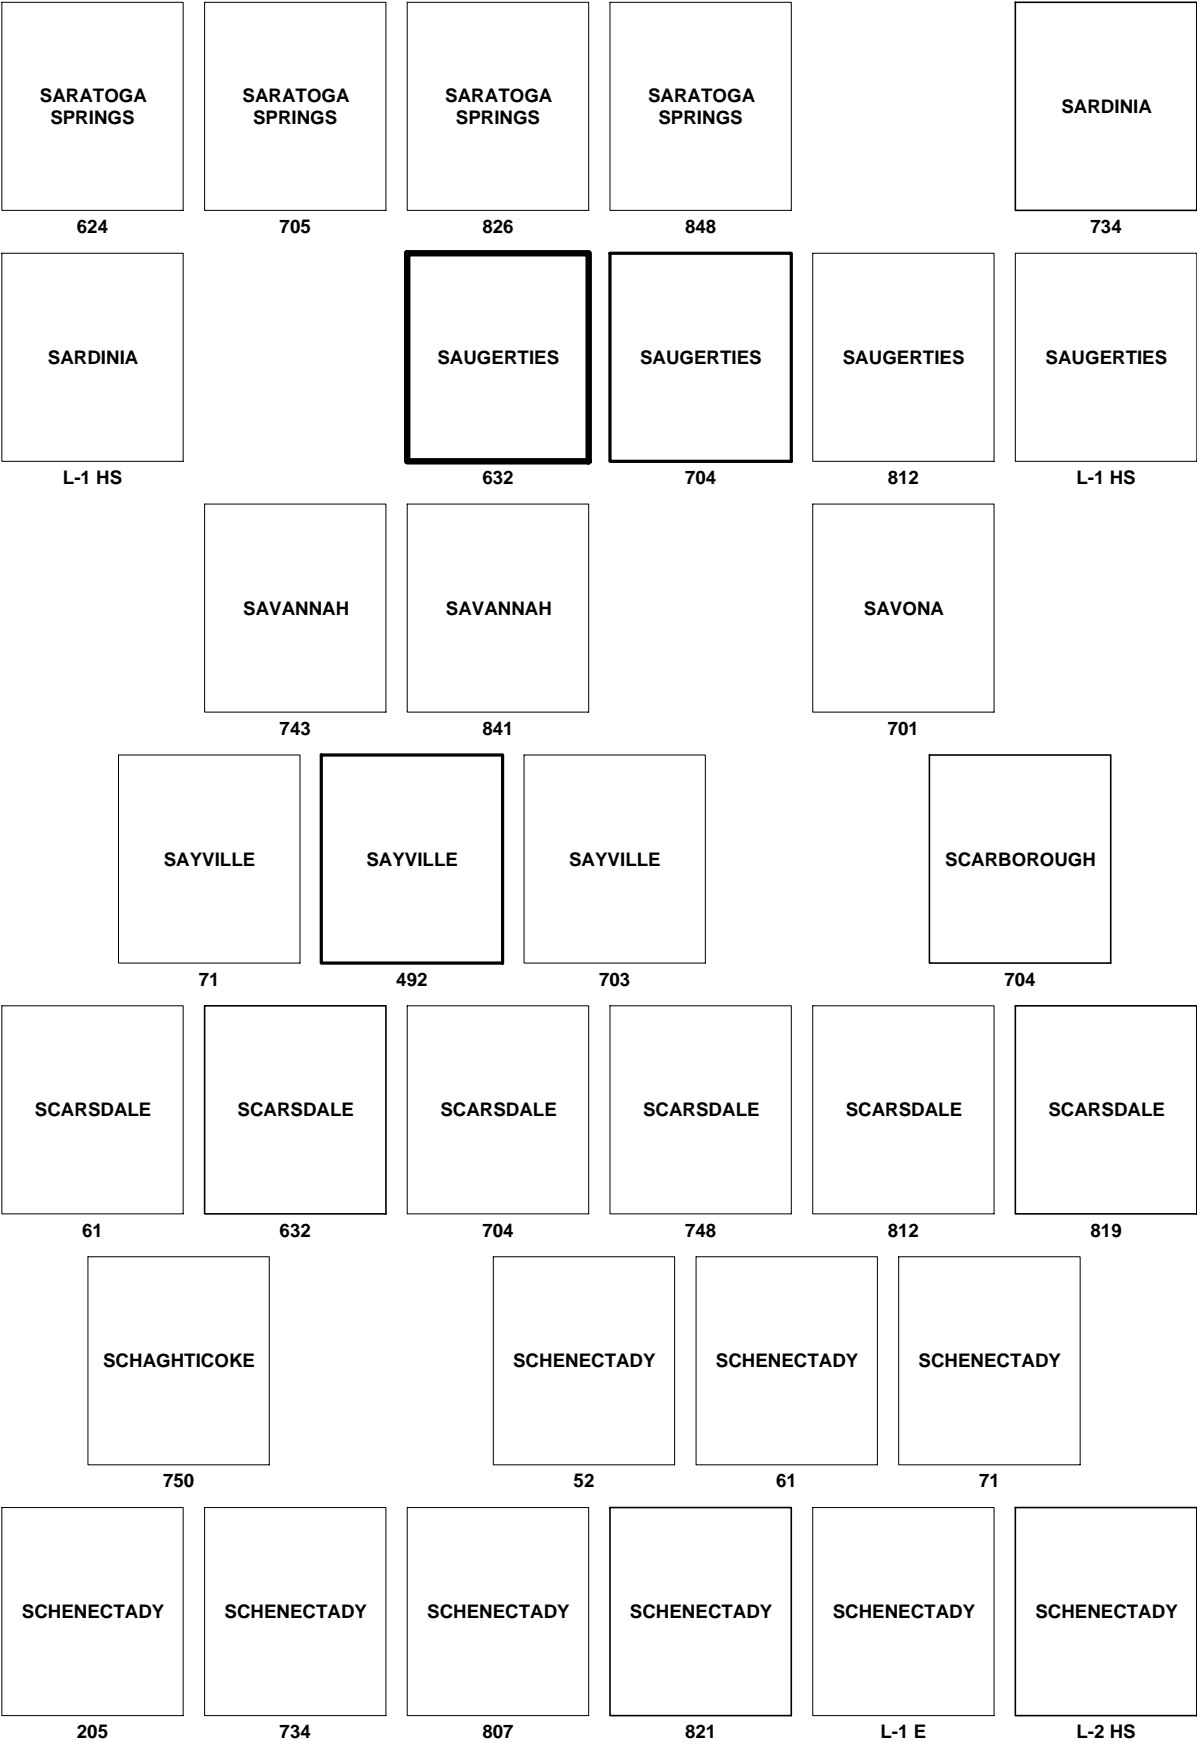 SARATOGA
SPRINGS
624
SARATOGA
SPRINGS
705
SARATOGA
SPRINGS
826
SARATOGA
SPRINGS
848
SARDINIA
734
SARDINIA
L-1 HS
SAUGERTIES
632
SAUGERTIES
704
SAUGERTIES
812
SAUGERTIES
L-1 HS
SAVANNAH
743
SAVANNAH
841
SAVONA
701
SAYVILLE
71
SAYVILLE
492
SAYVILLE
703
SCARBOROUGH
704
SCARSDALE
61
SCARSDALE
632
SCARSDALE
704
SCARSDALE
748
SCARSDALE
812
SCARSDALE
819
SCHAGHTICOKE
750
SCHENECTADY
52
SCHENECTADY
61
SCHENECTADY
71
SCHENECTADY
205
SCHENECTADY
734
SCHENECTADY
807
SCHENECTADY
821
SCHENECTADY
L-1 E
SCHENECTADY
L-2 HS